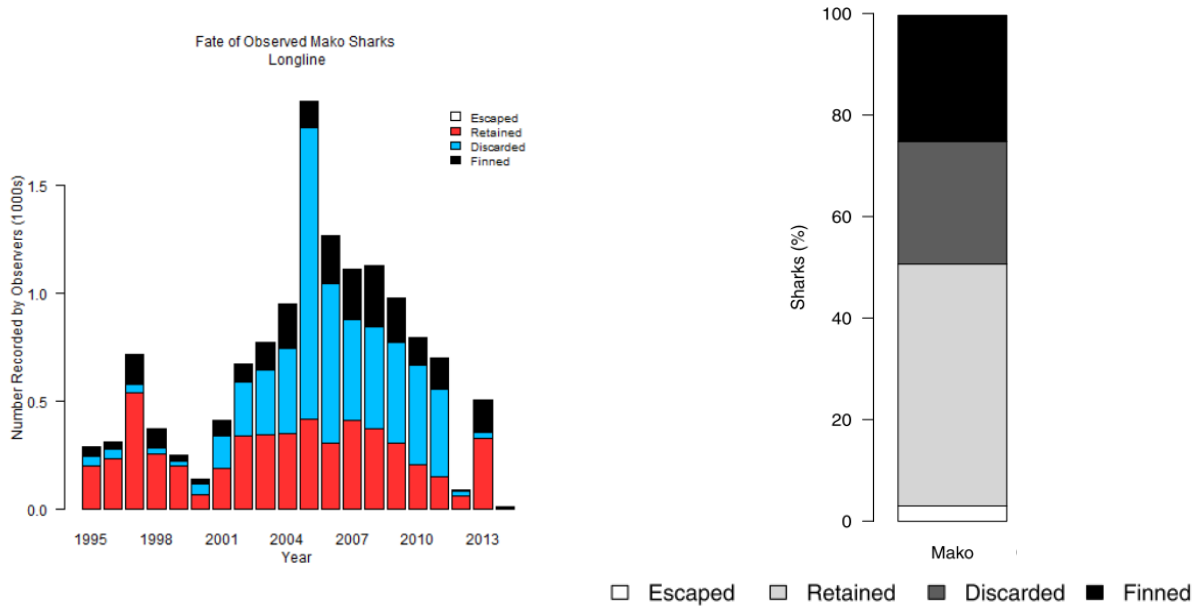 Fate of Observed Mako Sharks
Longline
Escaped
Retained
Discarded
Finned
Number Recorded by Observers (1000s)
1.5
1.0
0.5
0.0
1995 1998 2001 2004 2007 2010 2013
Year
Sharks (%)
100
80
60
40
20
0
Mako
Escaped Retained Discarded Finned